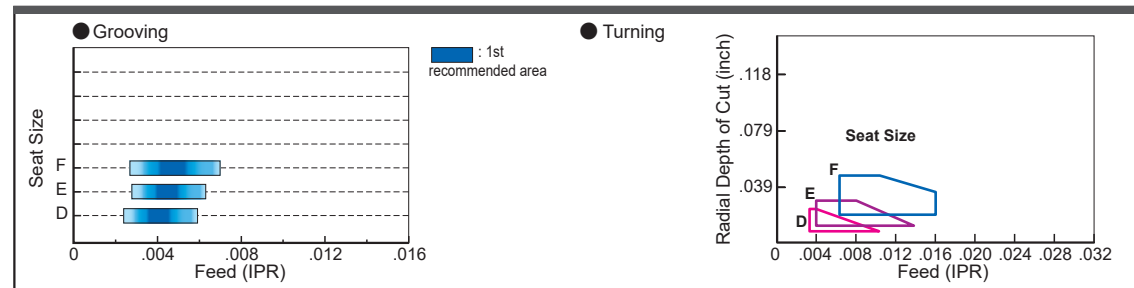 Grooving
: 1st
recommended area
Seat Size
F
E
D
0 .004 .008 .012 .016
Feed (IPR)
Turning
Radial Depth of Cut (inch)
.118
.079
.039
Seat Size
F
E
D
0 .004 .008 .012 .016 .020 .024 .028 .032
Feed (IPR)